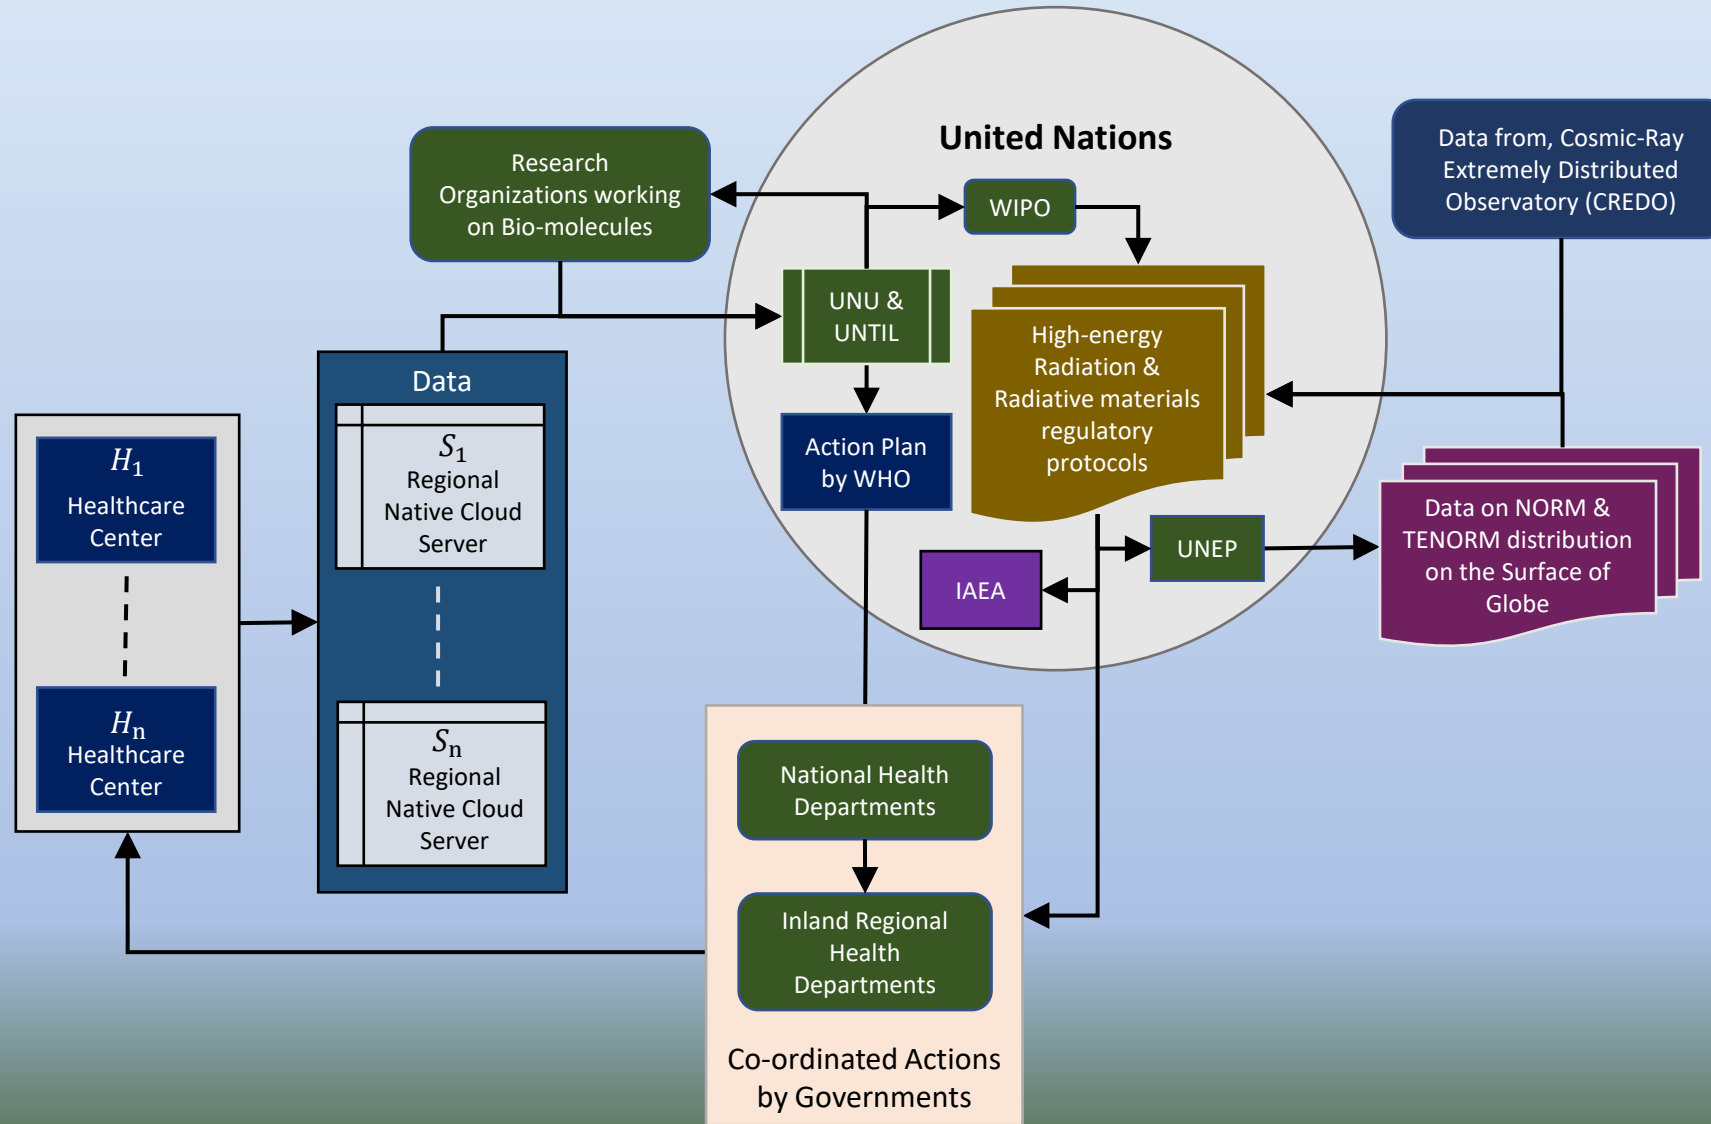 United Nations
Research
Organizations working
on Bio-molecules
WIPO
Data from, Cosmic-Ray
Extremely Distributed
Observatory (CREDO)
UNU &
UNTIL
High-energy
Radiation &
Radiative materials
regulatory
protocols
Action Plan
by WHO
Data
S1
Regional
Native Cloud
Server
Sn
Regional
Native Cloud
Server
H1
Healthcare
Center
Hn
Healthcare
Center
IAEA
UNEP
Data on NORM &
TENORM distribution
on the Surface of
Globe
National Health
Departments
Inland Regional
Health
Departments
Co-ordinated Actions
by Governments